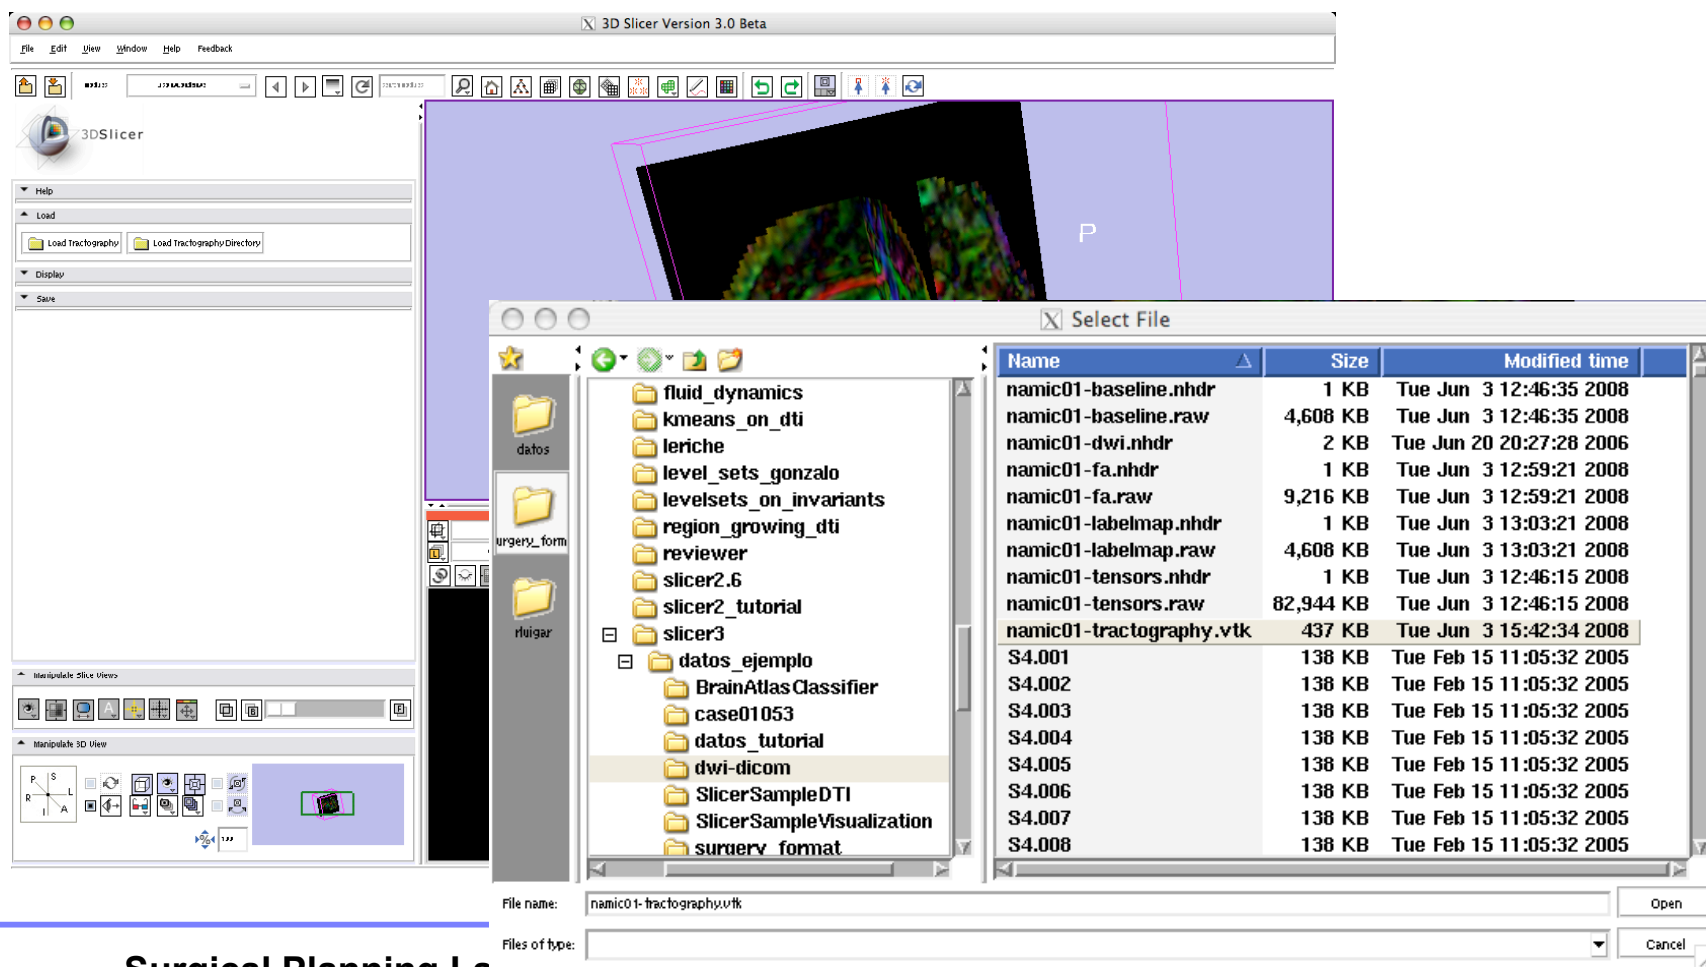 3D Slicer Version 3.0 Beta
File Edit View Window Help Feedback
3DSlicer
Help
Load
Load Tractography Load Tractography Directory
Display
Save
P
Manipulate Slice Views
Manipulate 3D View
P S
R L
I A
Select File
datos
urgery_form
rluigar
fluid_dynamics
kmeans_on_dti
leriche
level_sets_gonzalo
levelsets_on_invariants
region_growing_dti
reviewer
slicer2.6
slicer2_tutorial
slicer3
datos_ejemplo
BrainAtlasClassifier
case01053
datos_tutorial
dwi-dicom
SlicerSampleDTI
SlicerSampleVisualization
surgery_format
Name Size Modified time
namic01-baseline.nhdr 1 KB Tue Jun 3 12:46:35 2008
namic01-baseline.raw 4,608 KB Tue Jun 3 12:46:35 2008
namic01-dwi.nhdr 2 KB Tue Jun 20 20:27:28 2006
namic01-fa.nhdr 1 KB Tue Jun 3 12:59:21 2008
namic01-fa.raw 9,216 KB Tue Jun 3 12:59:21 2008
namic01-labelmap.nhdr 1 KB Tue Jun 3 13:03:21 2008
namic01-labelmap.raw 4,608 KB Tue Jun 3 13:03:21 2008
namic01-tensors.nhdr 1 KB Tue Jun 3 12:46:15 2008
namic01-tensors.raw 82,944 KB Tue Jun 3 12:46:15 2008
namic01-tractography.vtk 437 KB Tue Jun 3 15:42:34 2008
S4.001 138 KB Tue Feb 15 11:05:32 2005
S4.002 138 KB Tue Feb 15 11:05:32 2005
S4.003 138 KB Tue Feb 15 11:05:32 2005
S4.004 138 KB Tue Feb 15 11:05:32 2005
S4.005 138 KB Tue Feb 15 11:05:32 2005
S4.006 138 KB Tue Feb 15 11:05:32 2005
S4.007 138 KB Tue Feb 15 11:05:32 2005
S4.008 138 KB Tue Feb 15 11:05:32 2005
File name: namic01-tractography.vtk Open
Files of type: Cancel
Surgical Planning La